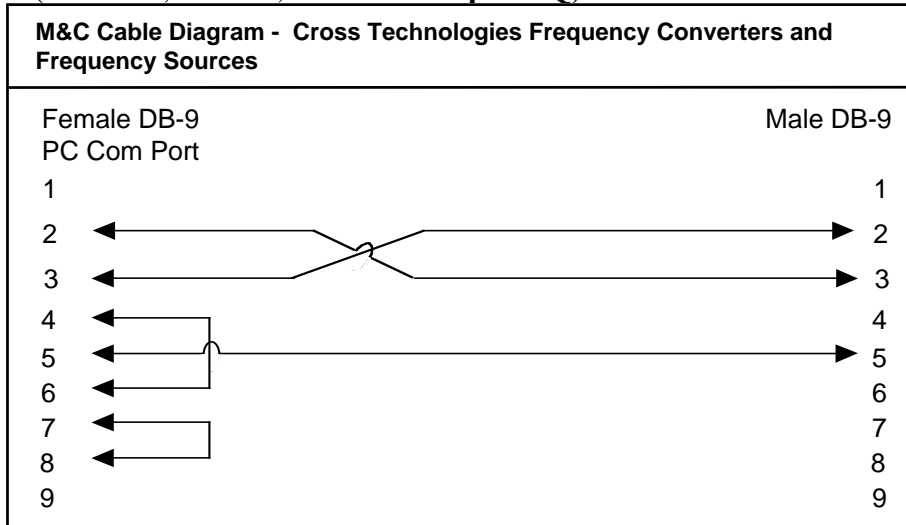 M&C Cable Diagram - Cross Technologies Frequency Converters and
Frequency Sources
Female DB-9 Male DB-9
PC Com Port
1 1
2 2
3 3
4 4
5 5
6 6
7 7
8 8
9 9